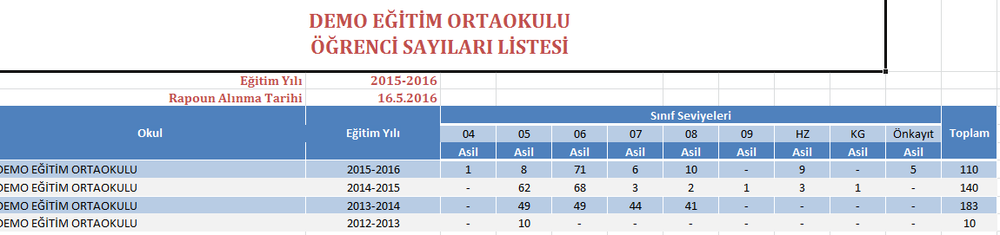 DEMO EĞİTİM ORTAOKULU
ÖĞRENCİ SAYILARI LİSTESİ
Eğitim Yılı 2015-2016
Rapoun Alınma Tarihi 16.5.2016
Okul Eğitim Yılı Sınıf Seviyeleri Toplam
04 05 06 07 08 09 HZ KG Önkayıt
Asil Asil Asil Asil Asil Asil Asil Asil Asil
DEMO EĞİTİM ORTAOKULU 2015-2016 1 8 71 6 10 - 9 - 5 110
DEMO EĞİTİM ORTAOKULU 2014-2015 - 62 68 3 2 1 3 1 - 140
DEMO EĞİTİM ORTAOKULU 2013-2014 - 49 49 44 41 - - - - 183
DEMO EĞİTİM ORTAOKULU 2012-2013 - 10 - - - - - - - 10